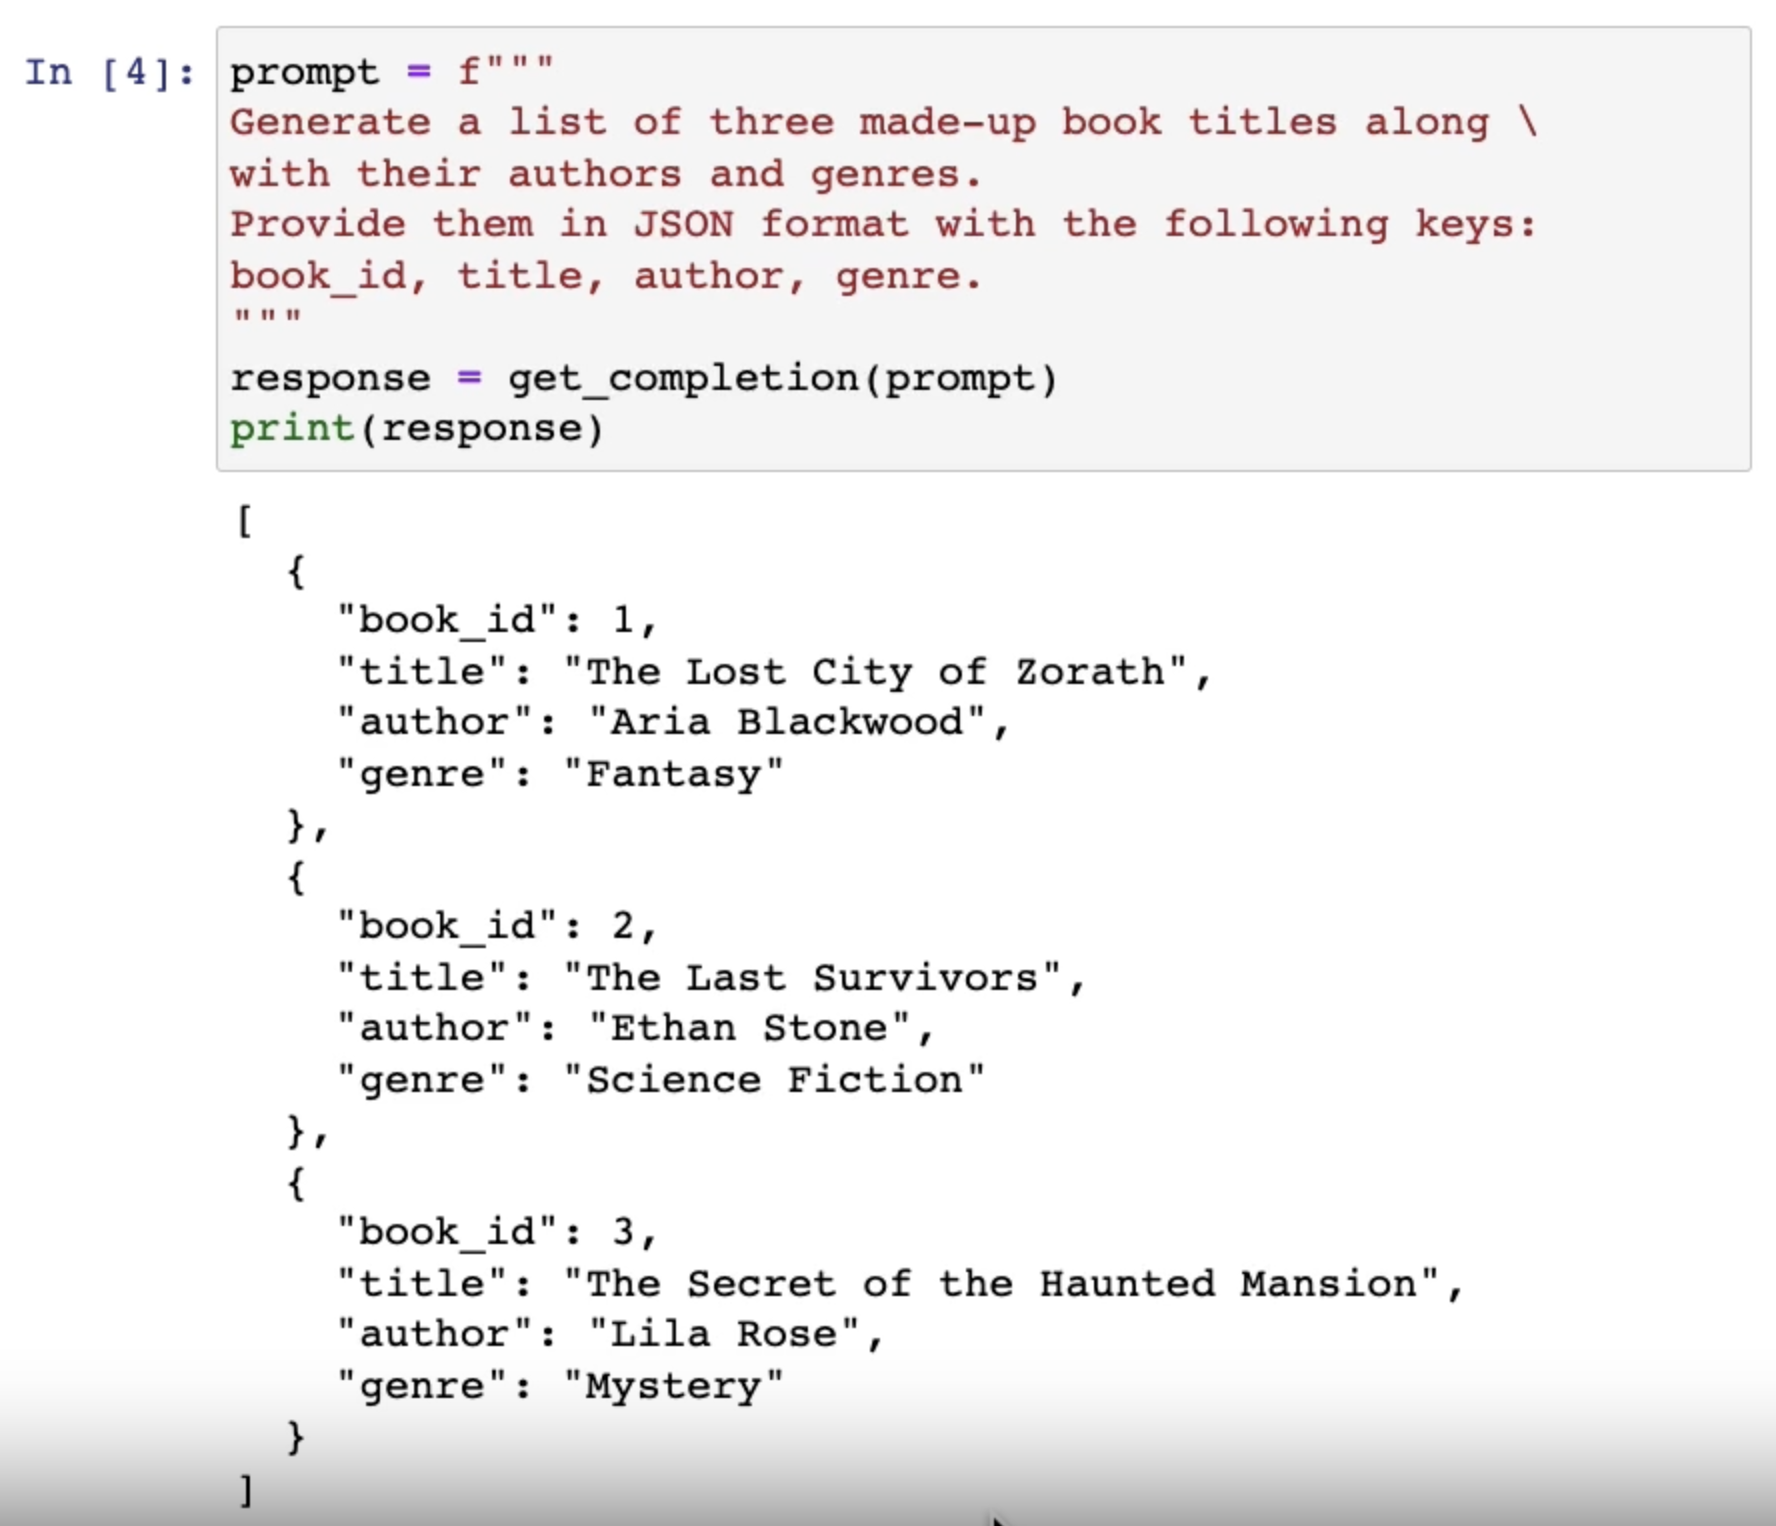 In [4]: prompt = f"""
Generate a list of three made-up book titles along \
with their authors and genres.
Provide them in JSON format with the following keys:
book_id, title, author, genre.
"""
response = get_completion(prompt)
print(response)
[
  {
    "book_id": 1,
    "title": "The Lost City of Zorath",
    "author": "Aria Blackwood",
    "genre": "Fantasy"
  },
  {
    "book_id": 2,
    "title": "The Last Survivors",
    "author": "Ethan Stone",
    "genre": "Science Fiction"
  },
  {
    "book_id": 3,
    "title": "The Secret of the Haunted Mansion",
    "author": "Lila Rose",
    "genre": "Mystery"
  }
]